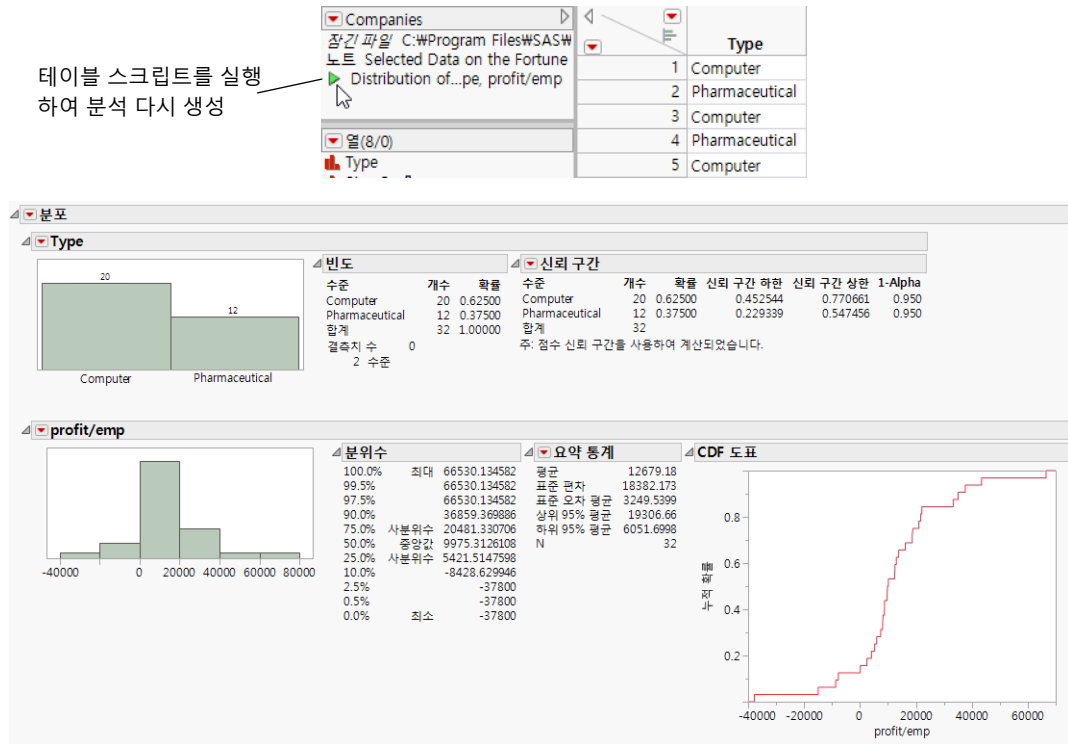 테이블 스크립트를 실행
하여 분석 다시 생성
Companies
잠긴 파일 C:₩Program Files₩SAS₩
노트 Selected Data on the Fortune
Distribution of...pe, profit/emp
열(8/0)
Type
Type
1 Computer
2 Pharmaceutical
3 Computer
4 Pharmaceutical
5 Computer
분포
Type
20
12
Computer Pharmaceutical
빈도
수준 개수 확률
Computer 20 0.62500
Pharmaceutical 12 0.37500
합계 32 1.00000
결측치 수 0
2 수준
신뢰 구간
수준 개수 확률 신뢰 구간 하한 신뢰 구간 상한 1-Alpha
Computer 20 0.62500 0.452544 0.770661 0.950
Pharmaceutical 12 0.37500 0.229339 0.547456 0.950
합계 32
주: 점수 신뢰 구간을 사용하여 계산되었습니다.
profit/emp
-40000 0 20000 40000 60000 80000
분위수
100.0% 최대 66530.134582
99.5% 66530.134582
97.5% 66530.134582
90.0% 36859.369886
75.0% 사분위수 20481.330706
50.0% 중앙값 9975.3126108
25.0% 사분위수 5421.5147598
10.0% -8428.629946
2.5% -37800
0.5% -37800
0.0% 최소 -37800
요약 통계
평균 12679.18
표준 편차 18382.173
표준 오차 평균 3249.5399
상위 95% 평균 19306.66
하위 95% 평균 6051.6998
N 32
CDF 도표
누적 확률
0.8
0.6
0.4
0.2
-40000 -20000 0 20000 40000 60000
profit/emp